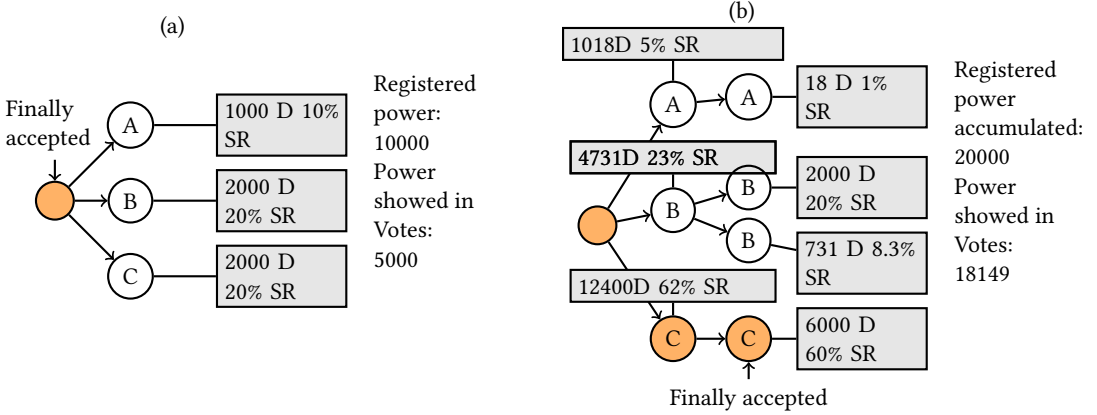 (a)
Finally
accepted
A
1000 D 10%
SR
B
2000 D
20% SR
C
2000 D
20% SR
Registered
power:
10000
Power
showed in
Votes:
5000
(b)
1018D 5% SR
A
A
18 D 1%
SR
4731D 23% SR
B
B
2000 D
20% SR
B
731 D 8.3%
SR
12400D 62% SR
C
C
6000 D
60% SR
Finally accepted
Registered
power
accumulated:
20000
Power
showed in
Votes:
18149